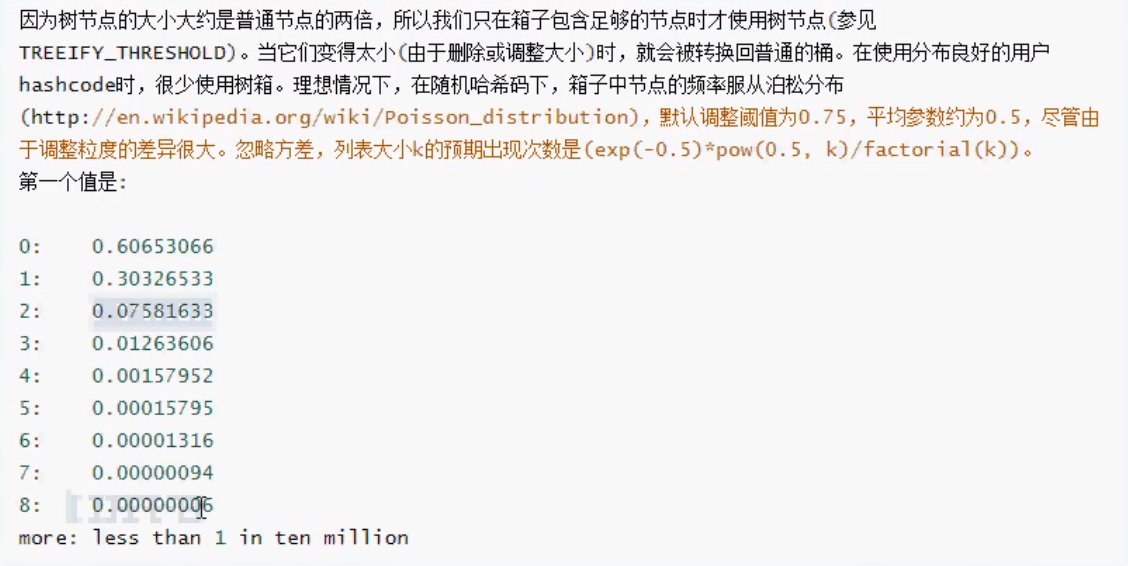 因为树节点的大小大约是普通节点的两倍，所以我们只在箱子包含足够的节点时才使用树节点(参见
TREEIFY_THRESHOLD)。当它们变得太小(由于删除或调整大小)时，就会被转换回普通的桶。在使用分布良好的用户
hashcode时，很少使用树箱。理想情况下，在随机哈希码下，箱子中节点的频率服从泊松分布
(http://en.wikipedia.org/wiki/Poisson_distribution)，默认调整阈值为0.75，平均参数约为0.5，尽管由
于调整粒度的差异很大。忽略方差，列表大小k的预期出现次数是(exp(-0.5)*pow(0.5, k)/factorial(k))。
第一个值是:
0: 0.60653066
1: 0.30326533
2: 0.07581633
3: 0.01263606
4: 0.00157952
5: 0.00015795
6: 0.00001316
7: 0.00000094
8: 0.00000006
more: less than 1 in ten million